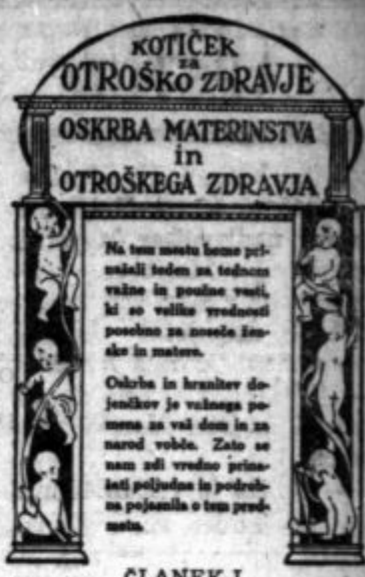 KOTIČEK
za
OTROŠKO ZDRAVJE
OSKRBA MATERINSTVA
in
OTROŠKEGA ZDRAVJA
Na tem mestu bomo pri-
našali teden za tednom
važne in poučne vesti,
ki so velike vrednosti
posebno za noseče žen-
ske in matere.
Oskrba in hranitev do-
jenčkov je važnega po-
mena za vaš dom in za
narod vobče. Zato se
nam zdi vredno prina-
šati poljudna in podrob-
na pojasnila o tem pred-
metu.
ČLANEK I.